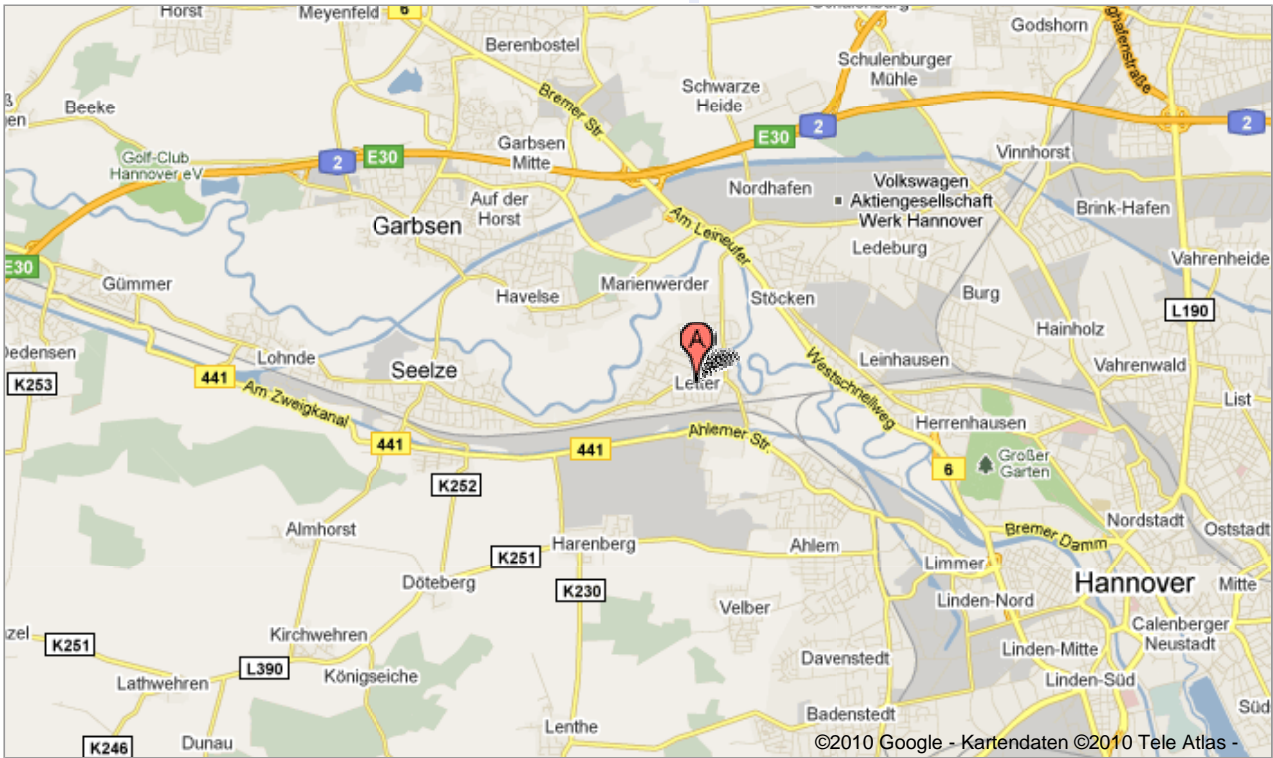 Horst
Meyenfeld
6
Schulenburg
Godshorn
Berenbostel
Schulenburger
Mühle
Schwarze
Heide
Beeke
Bremer Str.
2
E30
2
Golf-Club
Hannover eV
2
E30
Garbsen
Mitte
Vinnhorst
Auf der
Horst
Nordhafen
Volkswagen
Aktiengesellschaft
Werk Hannover
Brink-Hafen
Garbsen
Am Leineufer
Ledeburg
Vahrenheide
E30
Gümmer
Havelse
Marienwerder
Stöcken
Burg
L190
Hainholz
A
Dedensen
K253
Lohnde
Seelze
Letter
Leinhausen
Vahrenwald
441
Am Zweigkanal
Westschnellweg
List
441
441
Ahlemer Str.
Herrenhausen
Großer
Garten
6
K252
Almhorst
Nordstadt
Oststadt
K251
Harenberg
Ahlem
Bremer Damm
Limmer
Döteberg
K230
Hannover
Mitte
Velber
Linden-Nord
Calenberger
Neustadt
K251
Kirchwehren
Linden-Mitte
L390
Davenstedt
Lathwehren
Königseiche
Linden-Süd
Süd
Badenstedt
Lenthe
K246
Dunau
©2010 Google - Kartendaten ©2010 Tele Atlas -